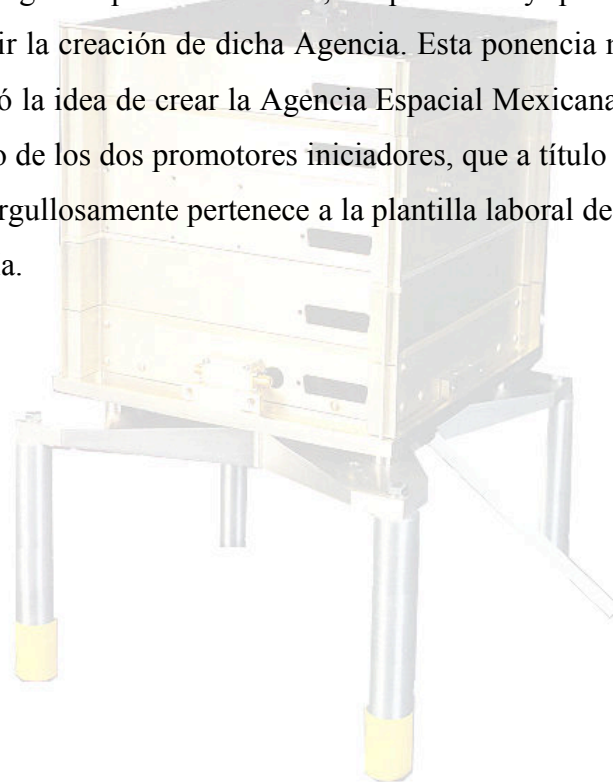 ir la creación de dicha Agencia. Esta ponencia
ó la idea de crear la Agencia Espacial Mexicana
o de los dos promotores iniciadores, que a título
rgullosamente pertenece a la plantilla laboral de
a.